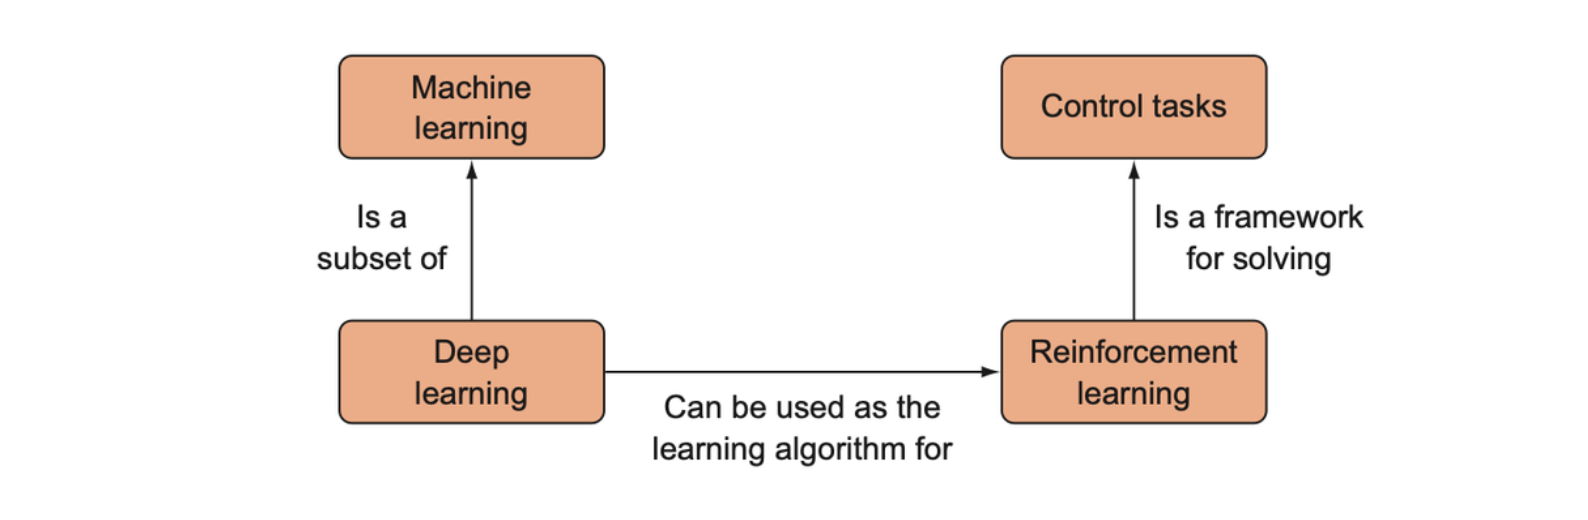 Machine
learning
Control tasks
Is a
subset of
Is a framework
for solving
Deep
learning
Can be used as the
learning algorithm for
Reinforcement
learning